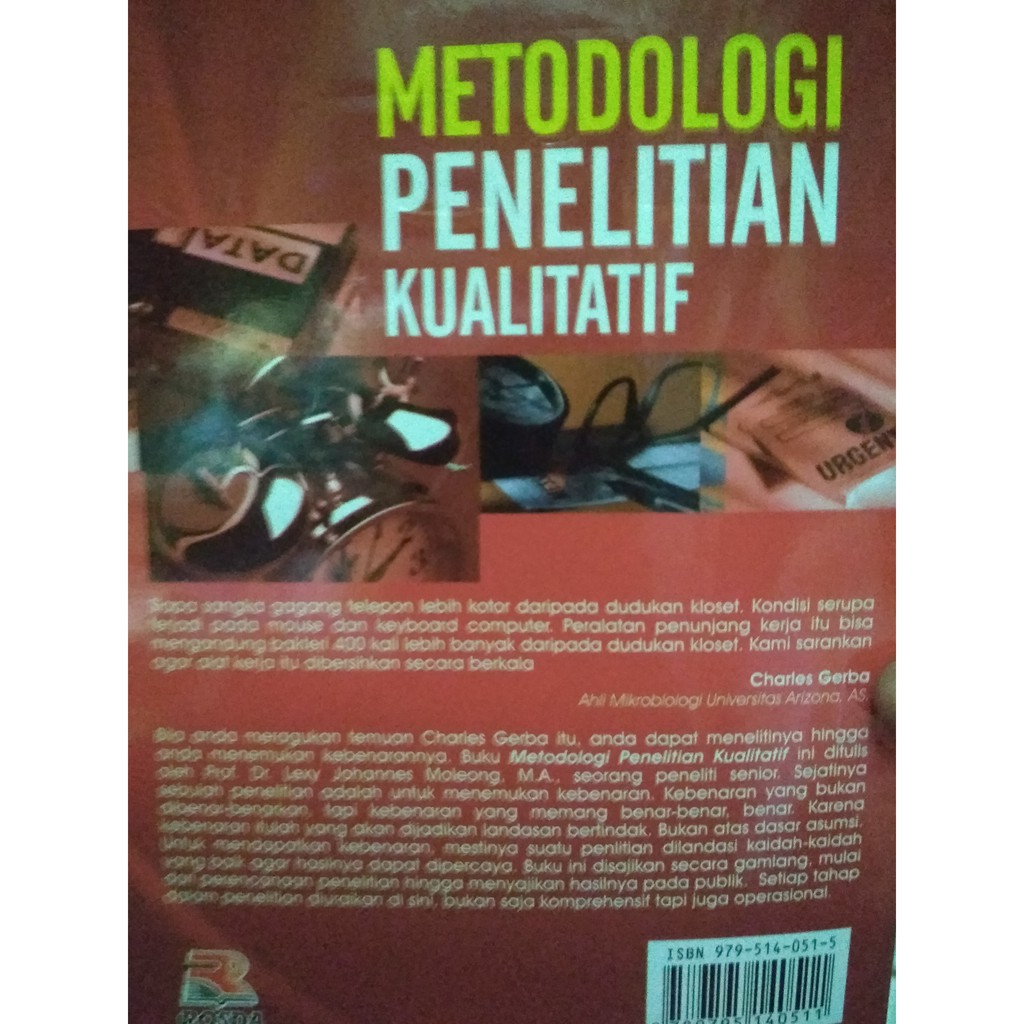 METODOLOGI
PENELITIAN
KUALITATIF
DATA
URGENT
Siapa sangka gagang telepon lebih kotor daripada dudukan kloset. Kondisi serupa
terjadi pada mouse dan keyboard computer. Peralatan penunjang kerja itu bisa
mengandung bakteri 400 kali lebih banyak daripada dudukan kloset. Kami sarankan
agar alat kerja itu dibersihkan secara berkala
Charles Gerba
Ahli Mikrobiologi Universitas Arizona, AS.
Bila anda meragukan temuan Charles Gerba itu, anda dapat menelitinya hingga
anda menemukan kebenarannya. Buku Metodologi Penelitian Kualitatif ini ditulis
oleh Prof. Dr. Lexy Johannes Moleong, M.A., seorang peneliti senior. Sejatinya
sebuah penelitian adalah untuk menemukan kebenaran. Kebenaran yang bukan
dibenar-benarkan, tapi kebenaran yang memang benar-benar, benar. Karena
kebenaran itulah yang akan dijadikan landasan bertindak. Bukan atas dasar asumsi.
Untuk mendapatkan kebenaran, mestinya suatu penlitian dilandasi kaidah-kaidah
yang baik agar hasilnya dapat dipercaya. Buku ini disajikan secara gamlang, mulai
dari perencanaan penelitian hingga menyajikan hasilnya pada publik. Setiap tahap
dalam penelitian diuraikan di sini, bukan saja komprehensif tapi juga operasional.
ISBN 979-514-051-5
ROSDA
9 789795 140511